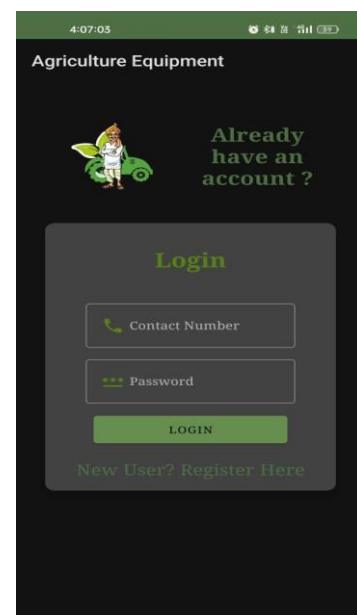 4:07:03
Agriculture Equipment
Already
have an
account ?
Login
Contact Number
Password
LOGIN
New User? Register Here